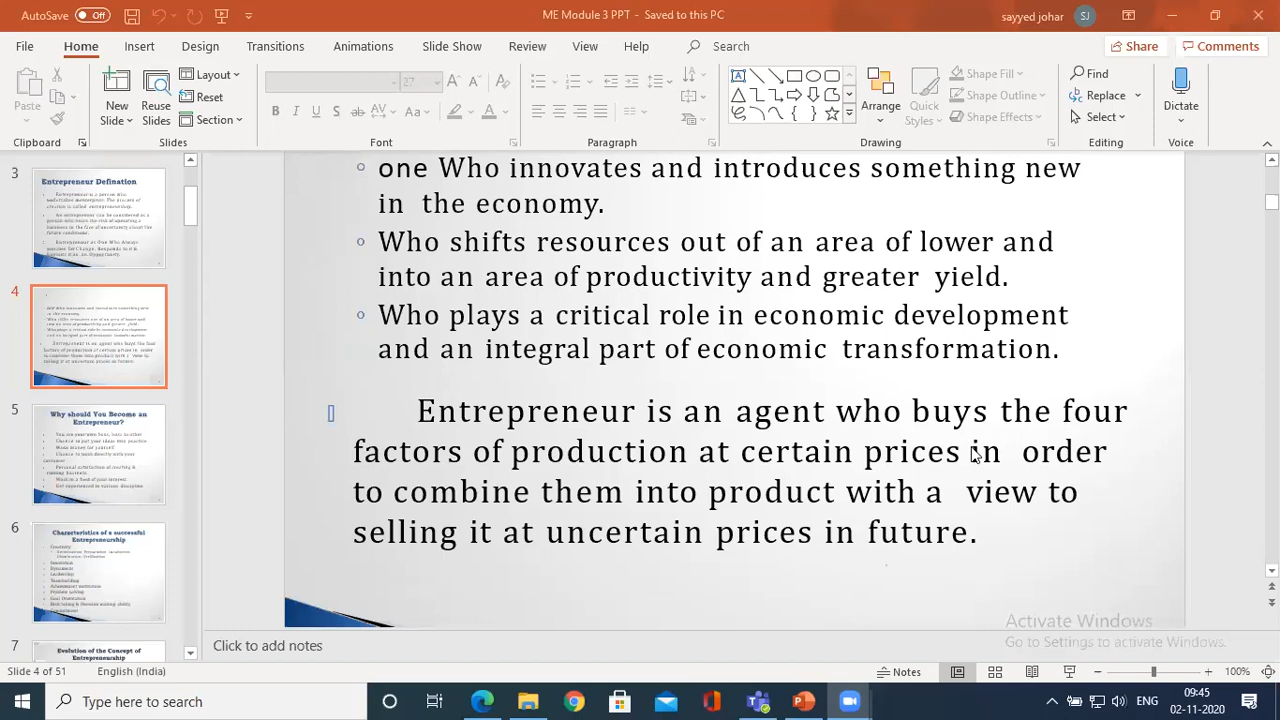 AutoSave Off
ME Module 3 PPT - Saved to this PC
sayyed johar SJ
File Home Insert Design Transitions Animations Slide Show Review View Help Search Share Comments
Paste
Clipboard
New Slide
Reuse Slides
Layout
Reset
Section
Slides
27
Font
Paragraph
Arrange
Quick Styles
Shape Fill
Shape Outline
Shape Effects
Drawing
Find
Replace
Select
Editing
Dictate
Voice
3
Entrepreneur Defination
4
5
Why should You Become an
Entrepreneur?
6
Characteristics of a successful
Entrepreneurship
7
Evolution of the Concept of
Entrepreneurship
one Who innovates and introduces something new
in the economy.
Who shifts resources out of an area of lower and
into an area of productivity and greater yield.
Who plays a critical role in economic development
and an integral part of economic transformation.
Entrepreneur is an agent who buys the four
factors of production at certain prices in order
to combine them into product with a view to
selling it at uncertain prices in future.
Activate Windows
Go to Settings to activate Windows.
Click to add notes
Slide 4 of 51 English (India) Notes 100%
Type here to search
ENG
09:45
02-11-2020